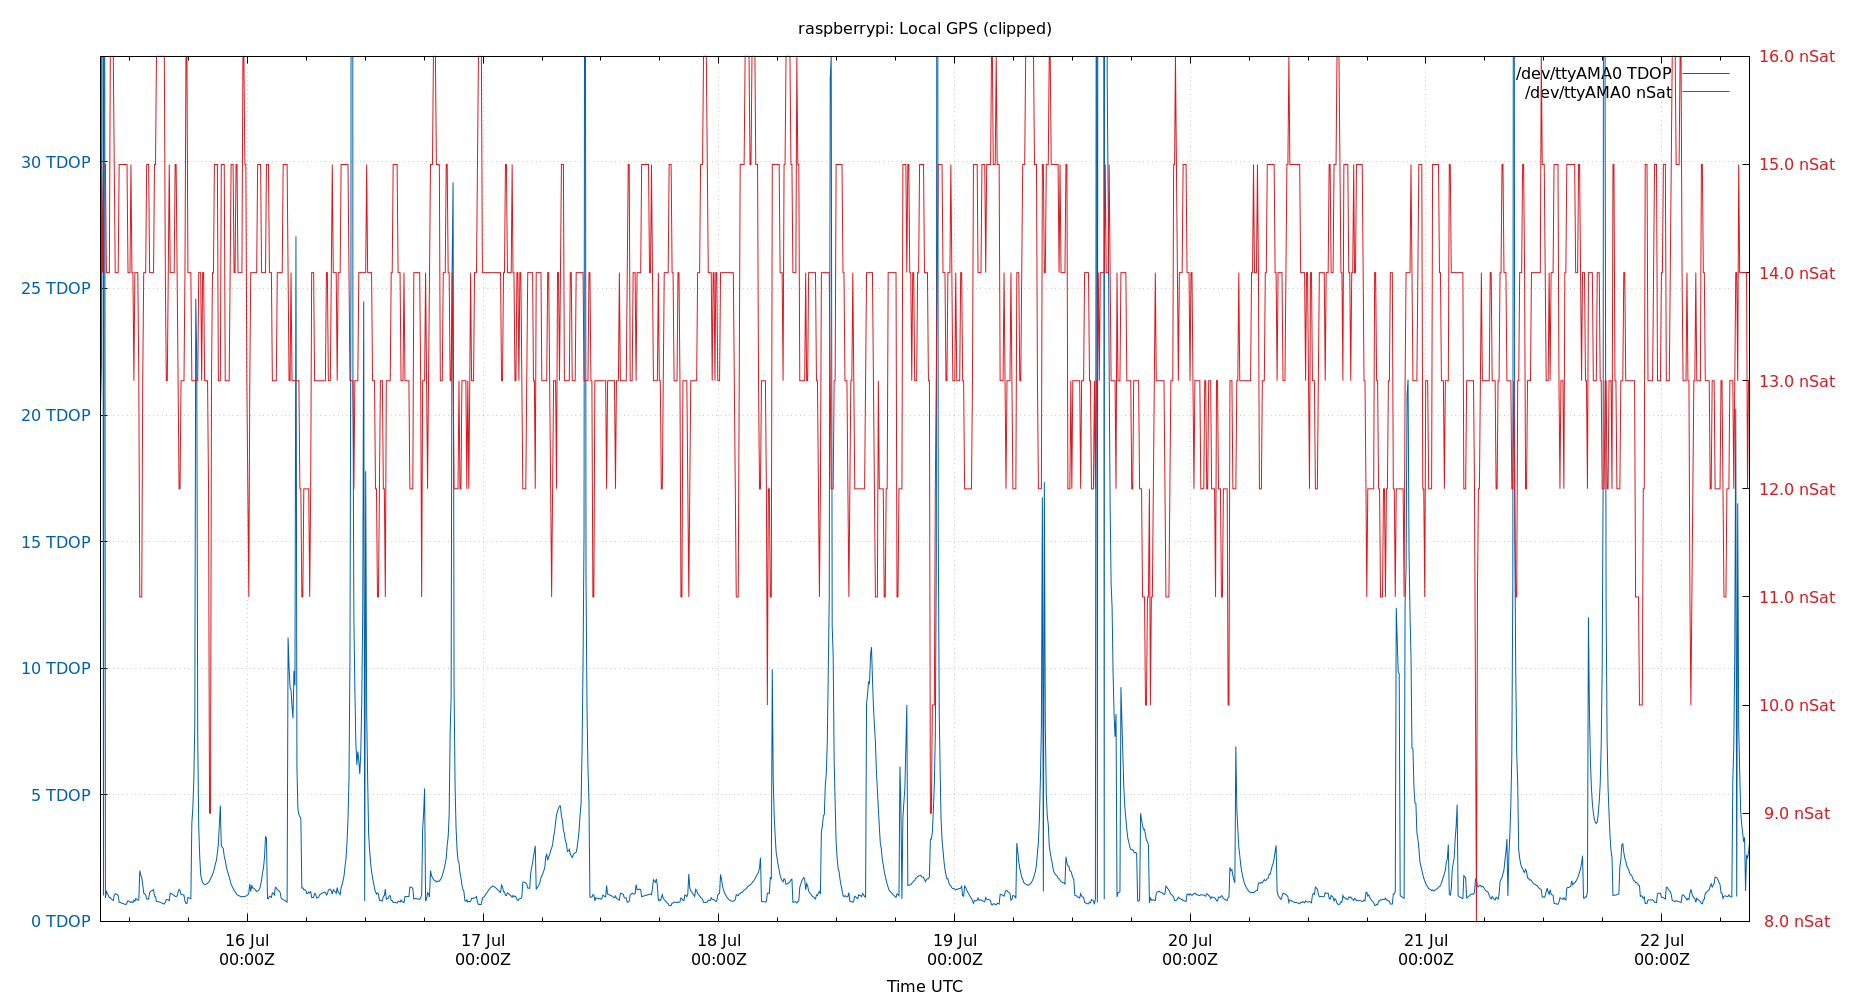 raspberrypi: Local GPS (clipped)
/dev/ttyAMA0 TDOP
/dev/ttyAMA0 nSat
30 TDOP
25 TDOP
20 TDOP
15 TDOP
10 TDOP
5 TDOP
0 TDOP
16.0 nSat
15.0 nSat
14.0 nSat
13.0 nSat
12.0 nSat
11.0 nSat
10.0 nSat
9.0 nSat
8.0 nSat
16 Jul
00:00Z
17 Jul
00:00Z
18 Jul
00:00Z
19 Jul
00:00Z
20 Jul
00:00Z
21 Jul
00:00Z
22 Jul
00:00Z
Time UTC